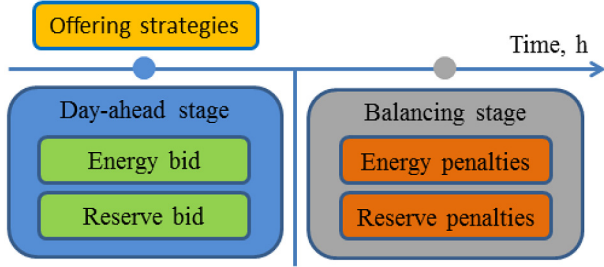 Offering strategies
Time, h
Day-ahead stage
Energy bid
Reserve bid
Balancing stage
Energy penalties
Reserve penalties